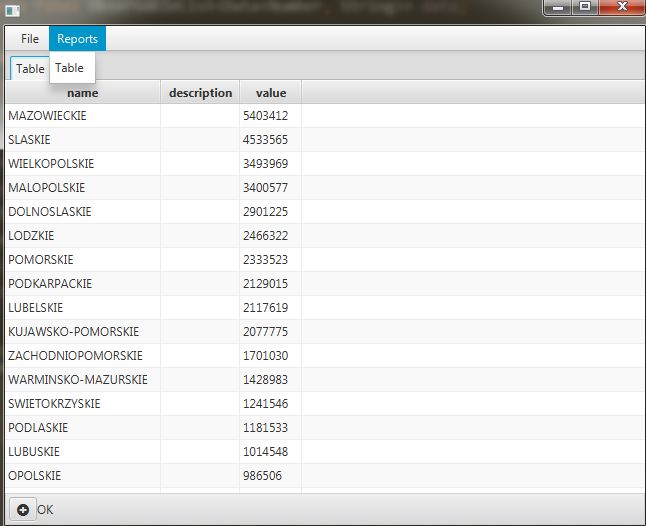 File Reports
Table Table
name description value
MAZOWIECKIE 5403412
SLASKIE 4533565
WIELKOPOLSKIE 3493969
MALOPOLSKIE 3400577
DOLNOSLASKIE 2901225
LODZKIE 2466322
POMORSKIE 2333523
PODKARPACKIE 2129015
LUBELSKIE 2117619
KUJAWSKO-POMORSKIE 2077775
ZACHODNIOPOMORSKIE 1701030
WARMINSKO-MAZURSKIE 1428983
SWIETOKRZYSKIE 1241546
PODLASKIE 1181533
LUBUSKIE 1014548
OPOLSKIE 986506
OK